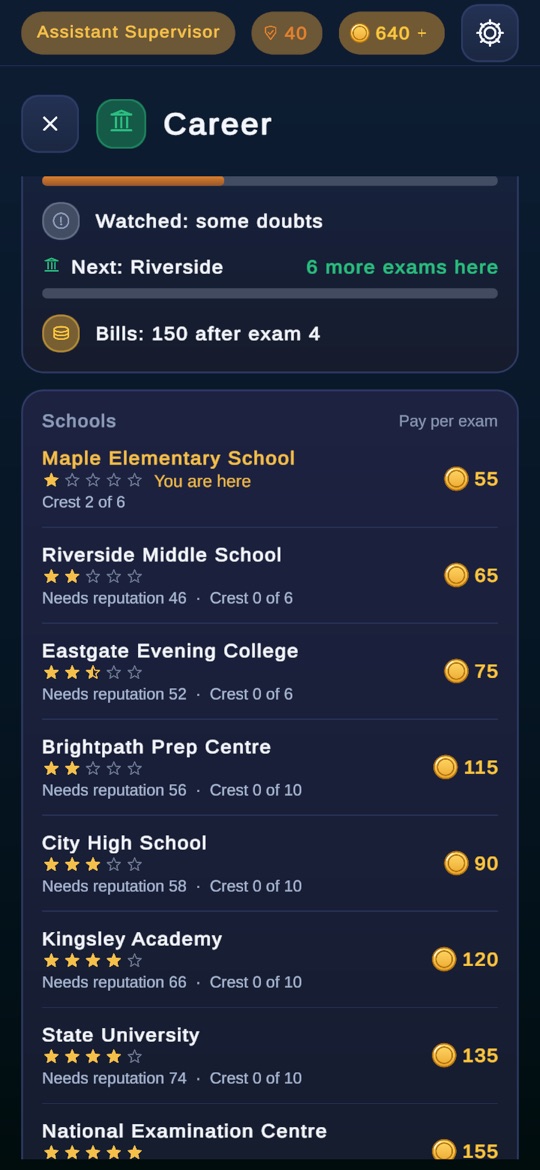 Assistant Supervisor 40 640 +
Career
Watched: some doubts
Next: Riverside 6 more exams here
Bills: 150 after exam 4
Schools Pay per exam
Maple Elementary School
You are here 55
Crest 2 of 6
Riverside Middle School
65
Needs reputation 46 · Crest 0 of 6
Eastgate Evening College
75
Needs reputation 52 · Crest 0 of 6
Brightpath Prep Centre
115
Needs reputation 56 · Crest 0 of 10
City High School
90
Needs reputation 58 · Crest 0 of 10
Kingsley Academy
120
Needs reputation 66 · Crest 0 of 10
State University
135
Needs reputation 74 · Crest 0 of 10
National Examination Centre
155